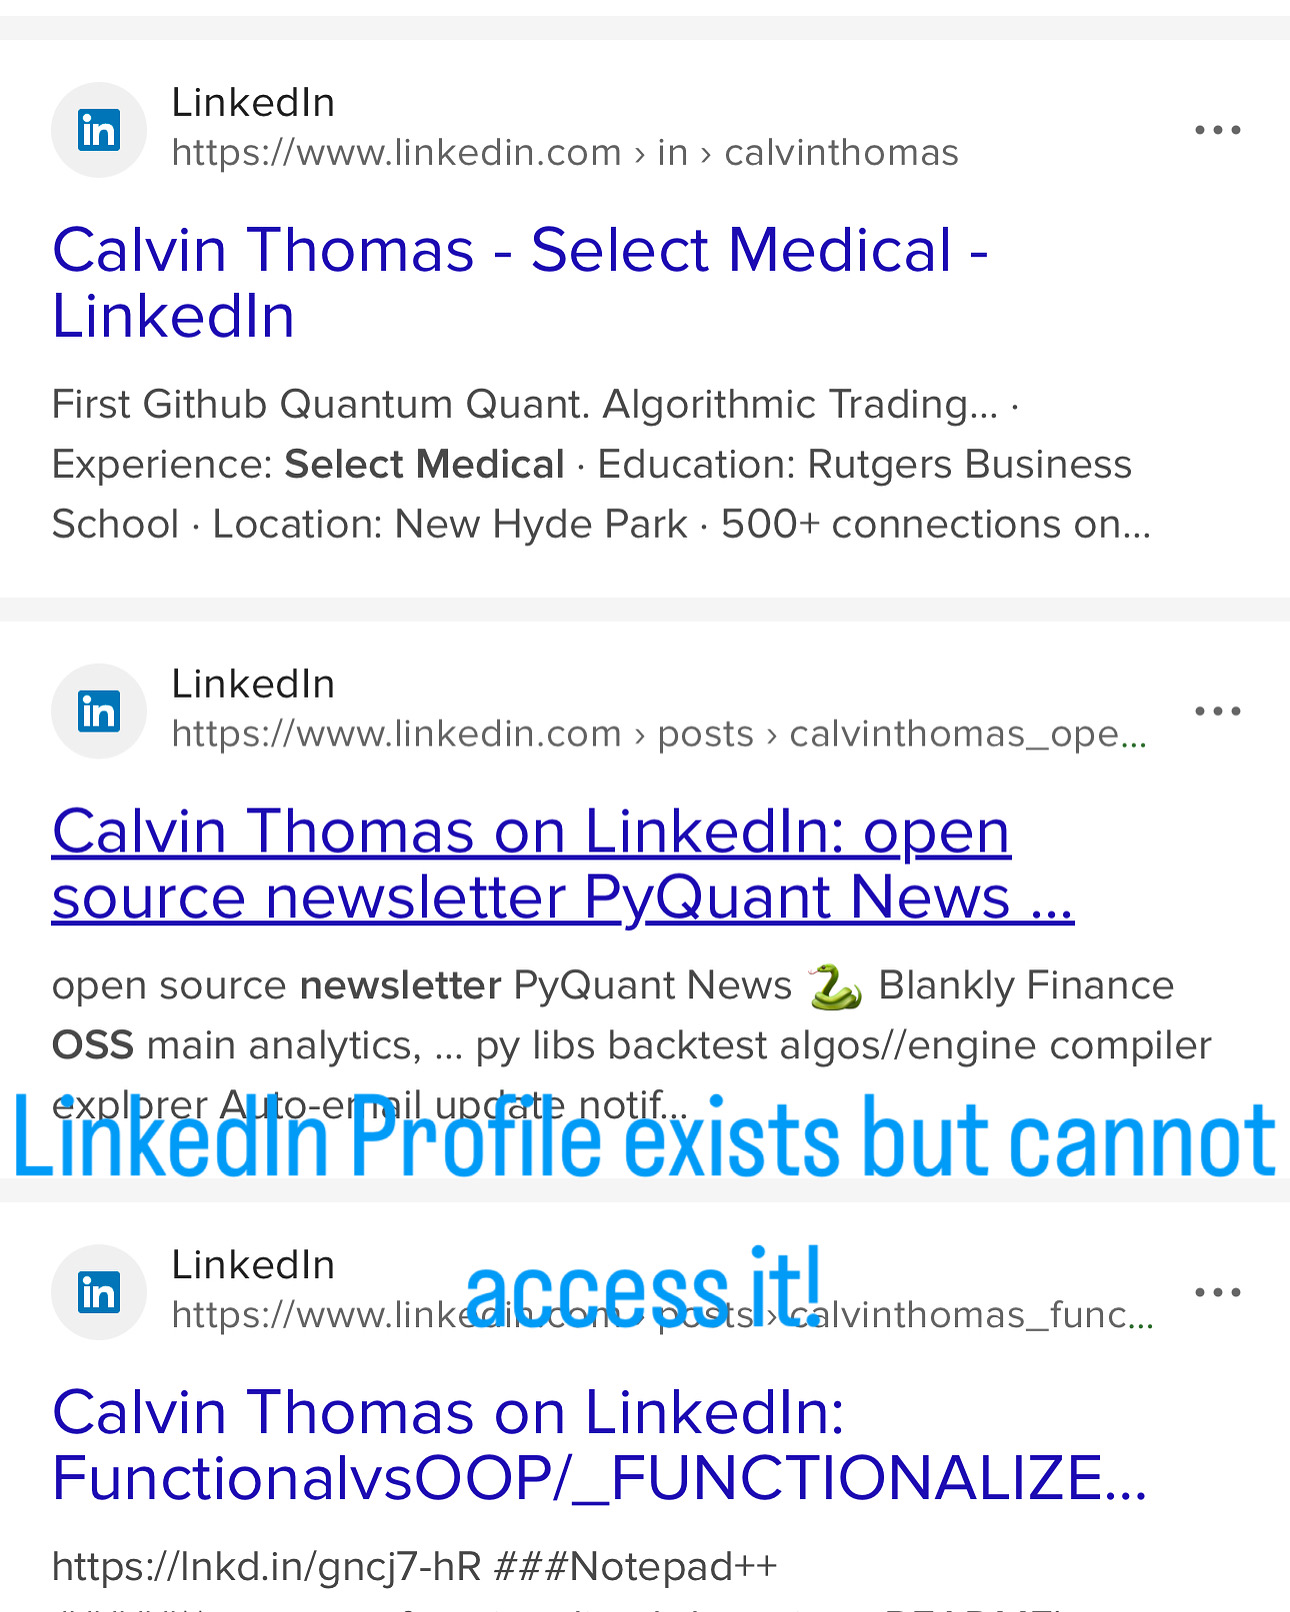 LinkedIn
https://www.linkedin.com › in › calvinthomas
Calvin Thomas - Select Medical -
LinkedIn
First Github Quantum Quant. Algorithmic Trading... ·
Experience: Select Medical · Education: Rutgers Business
School · Location: New Hyde Park · 500+ connections on...
LinkedIn
https://www.linkedin.com › posts › calvinthomas_ope...
Calvin Thomas on LinkedIn: open
source newsletter PyQuant News ...
open source newsletter PyQuant News 🐍 Blankly Finance
OSS main analytics, ... py libs backtest algos//engine compiler
explorer Auto-email update notif...
LinkedIn Profile exists but cannot
access it!
LinkedIn
https://www.linkedin.com › posts › calvinthomas_func...
Calvin Thomas on LinkedIn:
FunctionalvsOOP/_FUNCTIONALIZE...
https://lnkd.in/gncj7-hR ###Notepad++